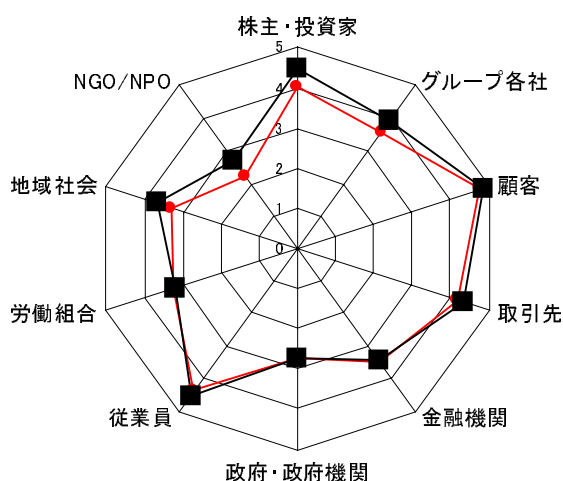 株主・投資家
グループ各社
顧客
取引先
金融機関
政府・政府機関
従業員
労働組合
地域社会
NGO/NPO
5
4
3
2
1
0